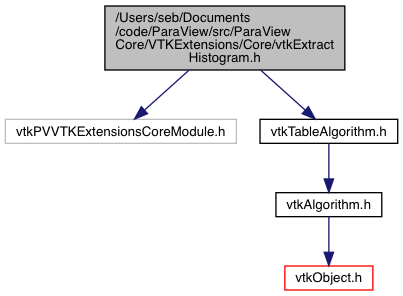 /Users/seb/Documents
/code/ParaView/src/ParaView
Core/VTKExtensions/Core/vtkExtract
Histogram.h
vtkPVVTKExtensionsCoreModule.h
vtkTableAlgorithm.h
vtkAlgorithm.h
vtkObject.h